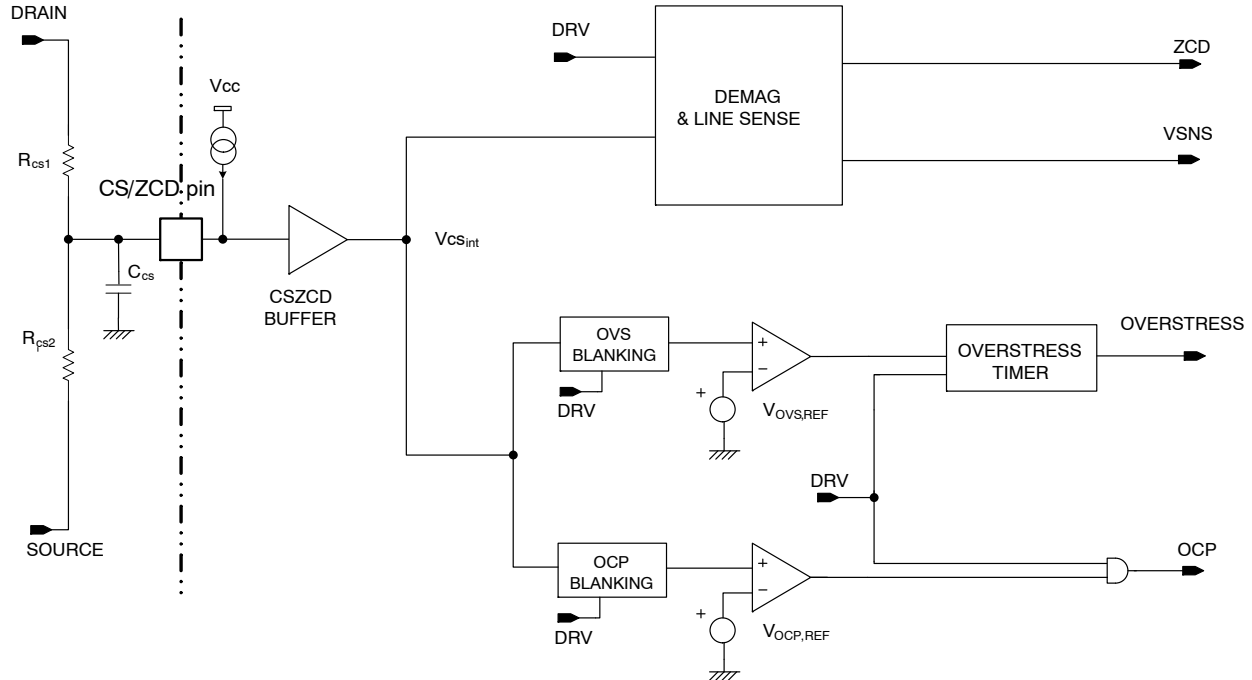 DRAIN
DRV
ZCD
Vcc
DEMAG
& LINE SENSE
VSNS
Rcs1
CS/ZCD pin
Vcsint
Ccs
CSZCD
BUFFER
Rcs2
OVS
BLANKING
+
−
OVERSTRESS
OVERSTRESS
TIMER
DRV
+
VOVS,REF
DRV
SOURCE
OCP
BLANKING
+
−
OCP
DRV
+
VOCP,REF